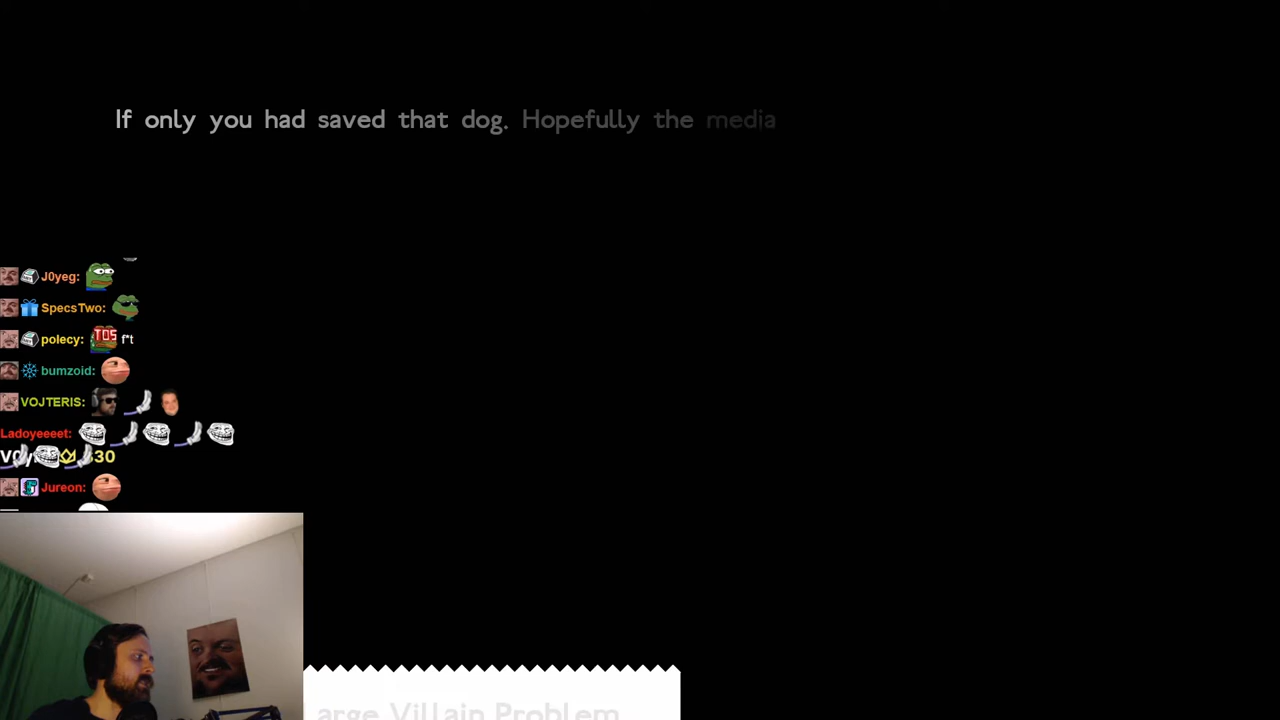 If only you had saved that dog. Hopefully the media
J0yeg:
SpecsTwo:
polecy: TOS f*t
bumzoid:
VOJTERIS:
Ladoyeeeet:
30
Jureon:
arge Villain Problem